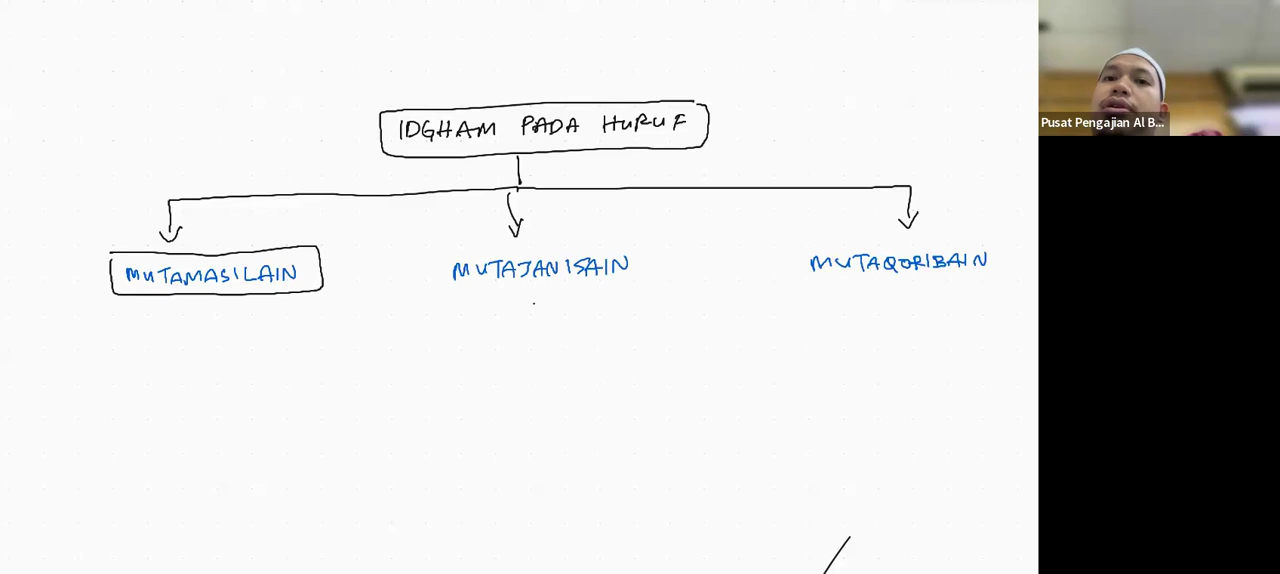 IDGHAM PADA HURUF
MUTAMASILAIN
MUTAJANISAIN
MUTAQORIBAIN
Pusat Pengajian Al B...